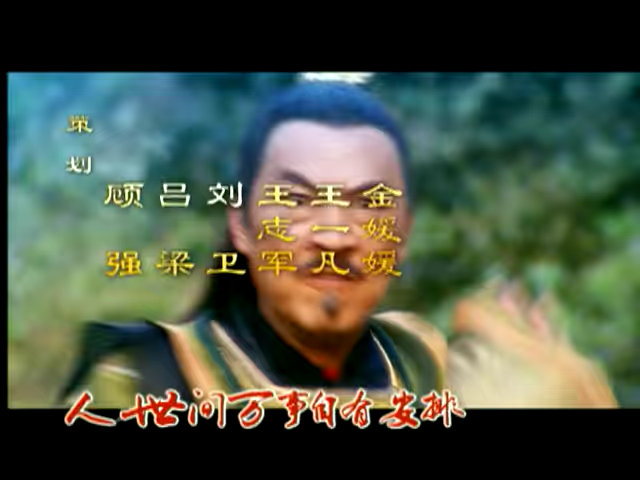 策划
顾强
吕梁
刘卫
王志军
王一凡
金媛媛
人世间万事自有安排